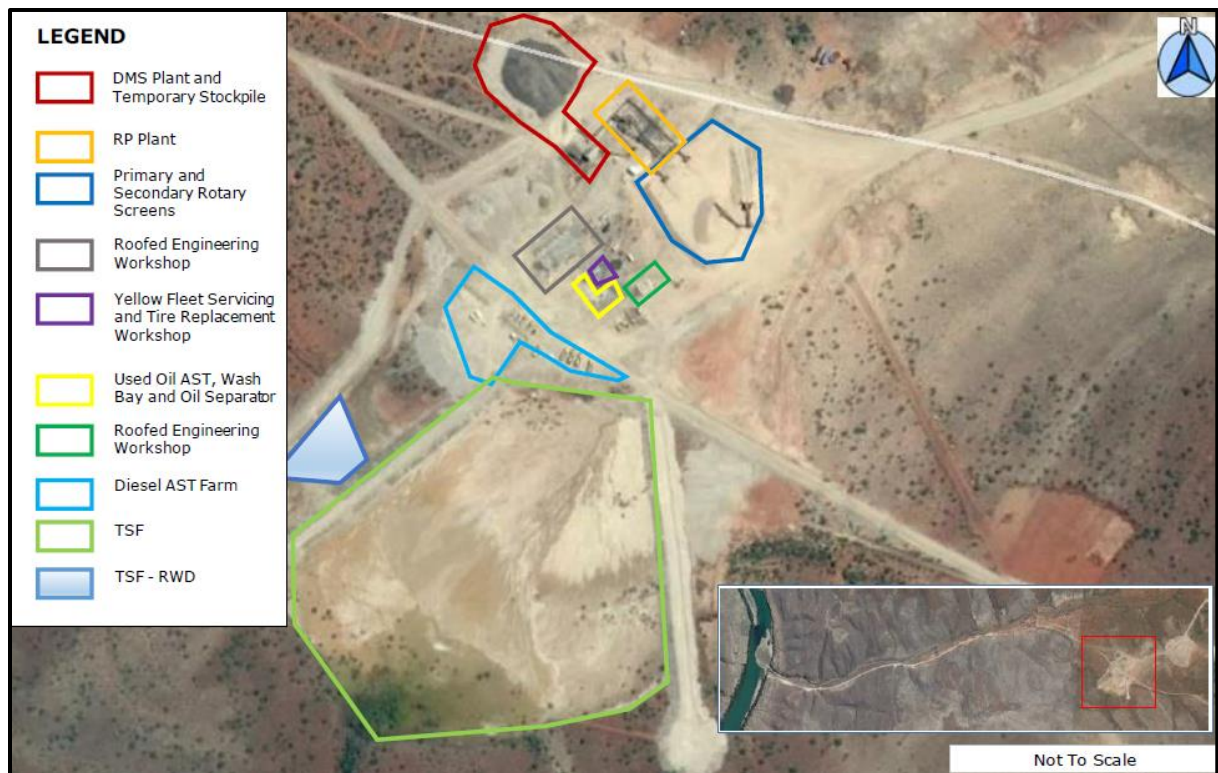 LEGEND
DMS Plant and
Temporary Stockpile
RP Plant
Primary and
Secondary Rotary
Screens
Roofed Engineering
Workshop
Yellow Fleet Servicing
and Tire Replacement
Workshop
Used Oil AST, Wash
Bay and Oil Separator
Roofed Engineering
Workshop
Diesel AST Farm
TSF
TSF - RWD
N
Not To Scale